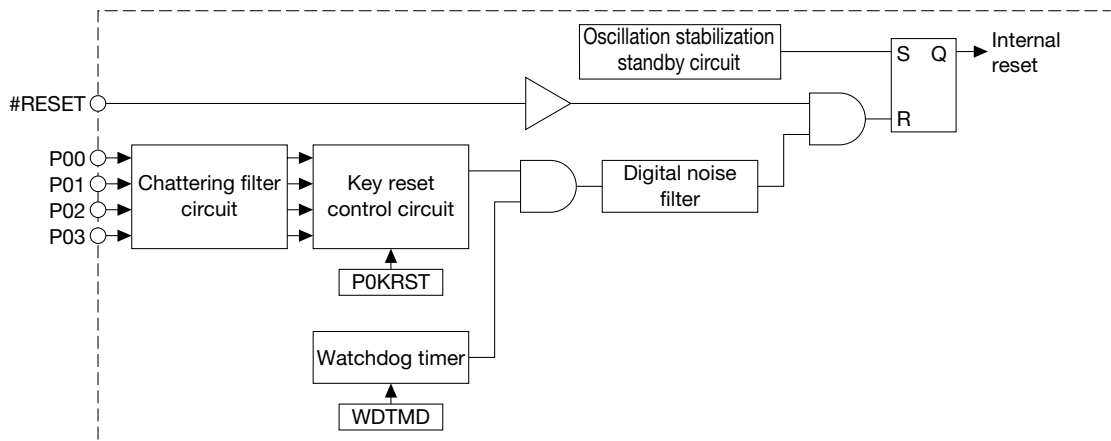 Oscillation stabilization
standby circuit
S Q
Internal
reset
#RESET
R
P00
P01
P02
P03
Chattering filter
circuit
Key reset
control circuit
Digital noise
filter
P0KRST
Watchdog timer
WDTMD